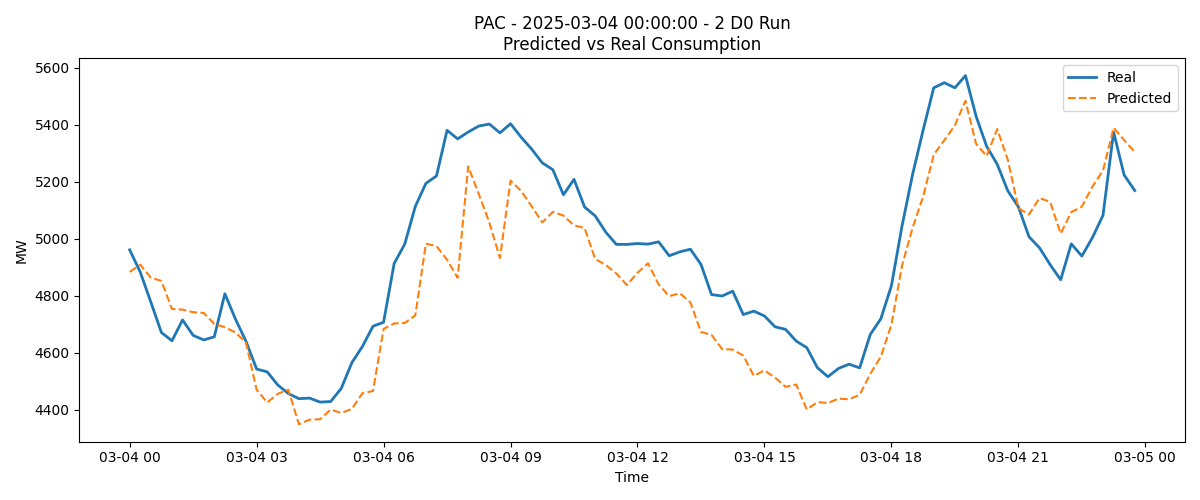 PAC - 2025-03-04 00:00:00 - 2 D0 Run
Predicted vs Real Consumption
Real
Predicted
MW
5600
5400
5200
5000
4800
4600
4400
03-04 00
03-04 03
03-04 06
03-04 09
03-04 12
03-04 15
03-04 18
03-04 21
03-05 00
Time